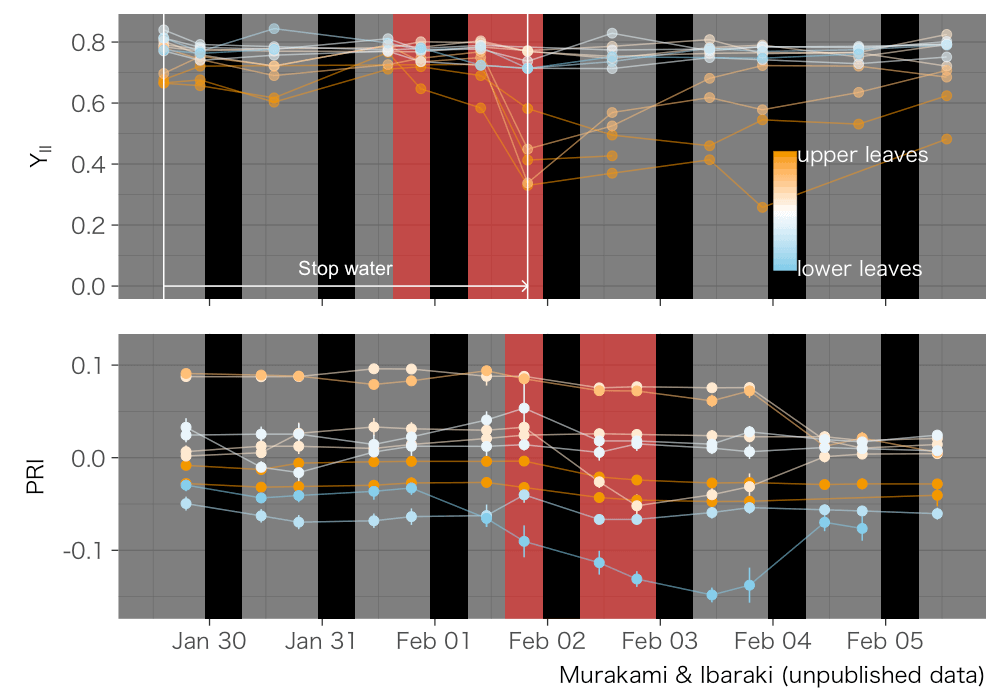 0.8
0.6
0.4
0.2
0.0
Y_II
Stop water
upper leaves
lower leaves
0.1
0.0
-0.1
PRI
Jan 30 Jan 31 Feb 01 Feb 02 Feb 03 Feb 04 Feb 05
Murakami & Ibaraki (unpublished data)